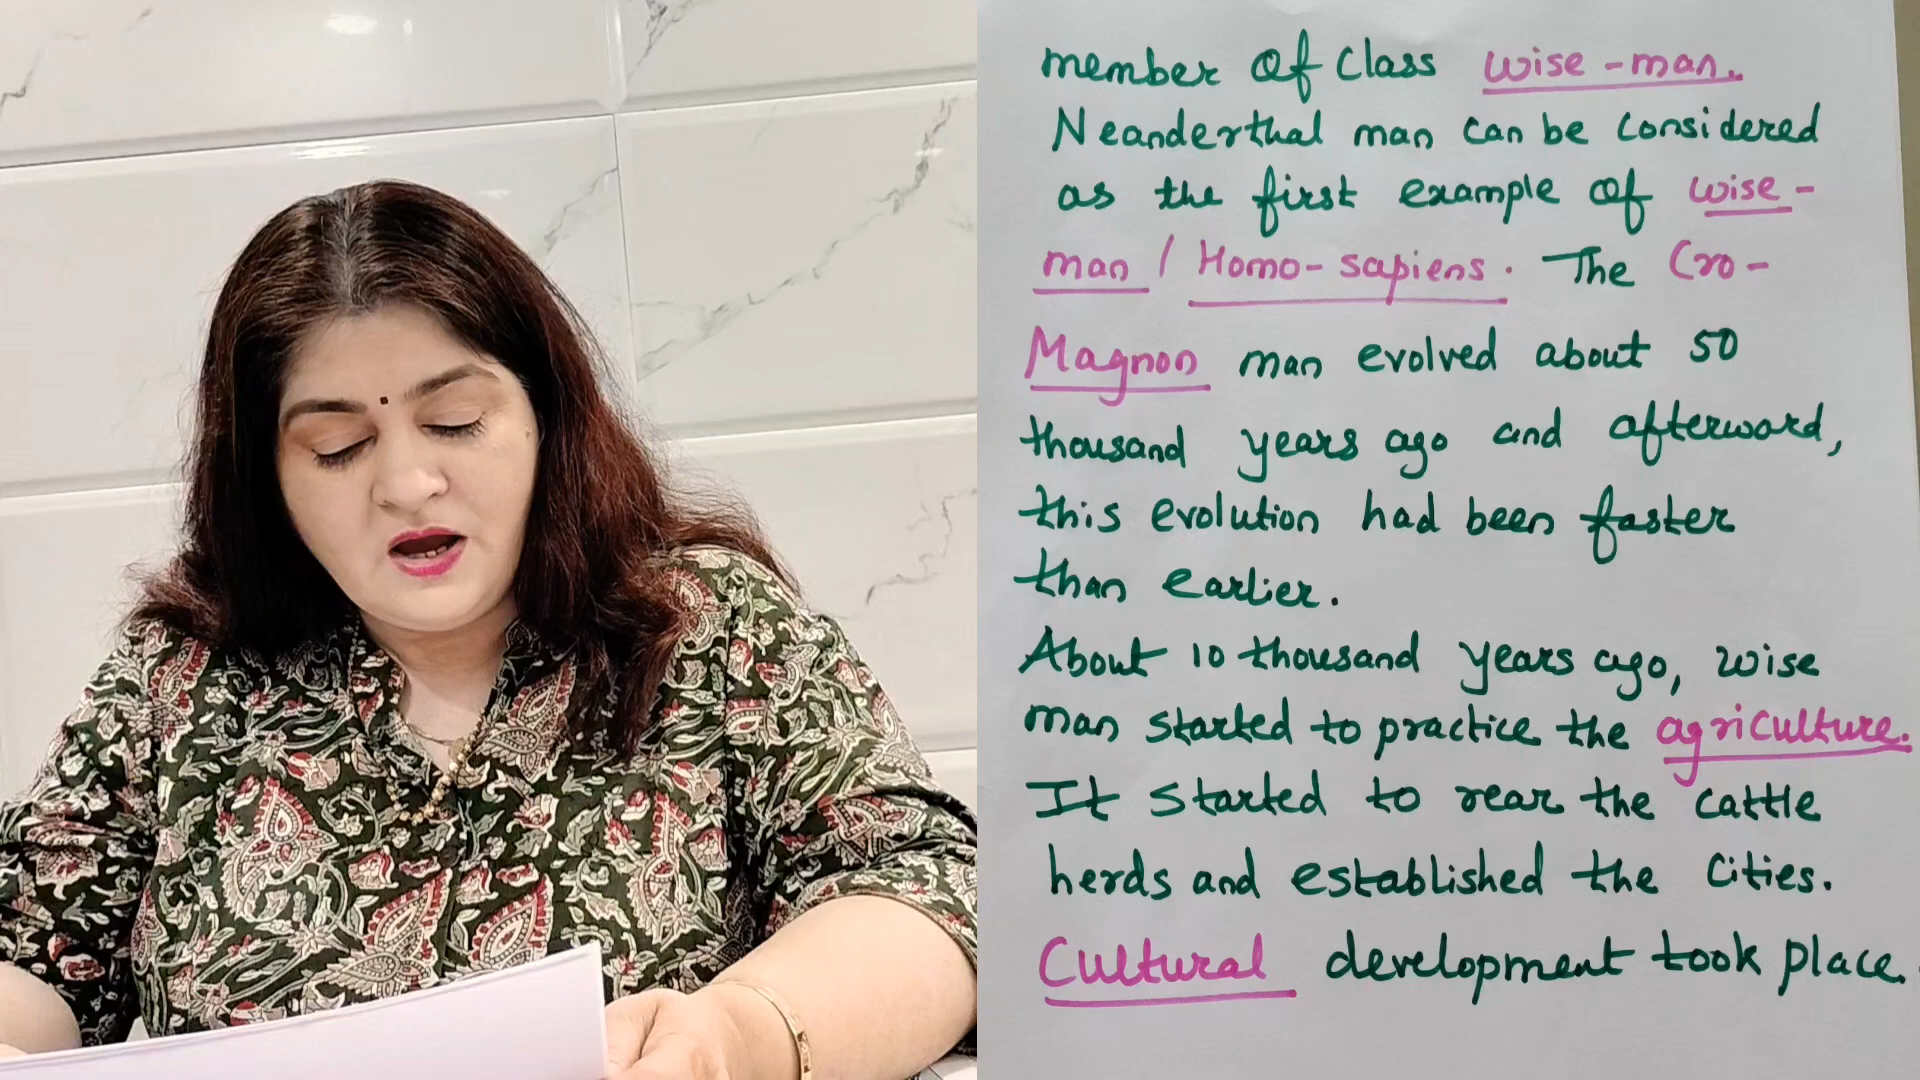 member of class wise-man.
Neanderthal man can be considered
as the first example of wise-
man / Homo-sapiens. The Cro-
Magnon man evolved about 50
thousand years ago and afterward,
this evolution had been faster
than earlier.
About 10 thousand years ago, wise
man started to practice the agriculture.
It started to rear the cattle
herds and established the cities.
Cultural development took place.